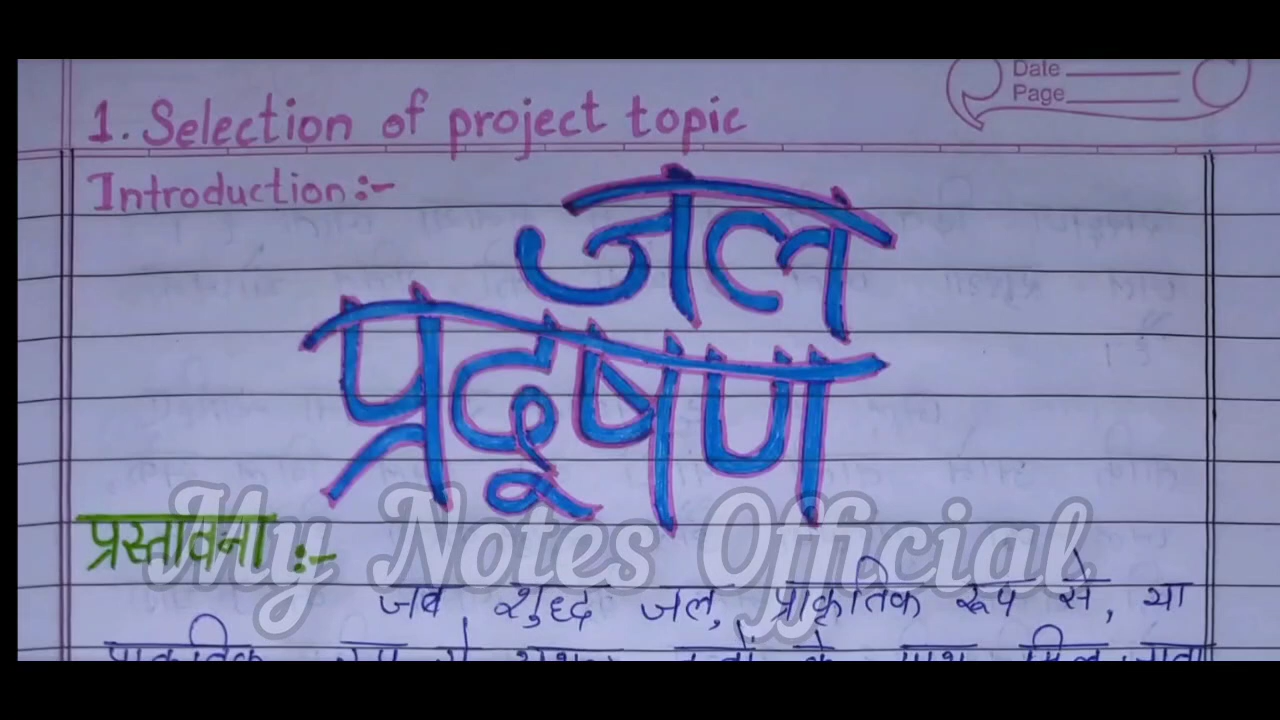 Date
Page
1. Selection of project topic
Introduction:-
जल
प्रदूषण
प्रस्तावना :-
My Notes Official
जब शुद्ध जल, प्राकृतिक रूप से, या
प्राकृतिक रूप से